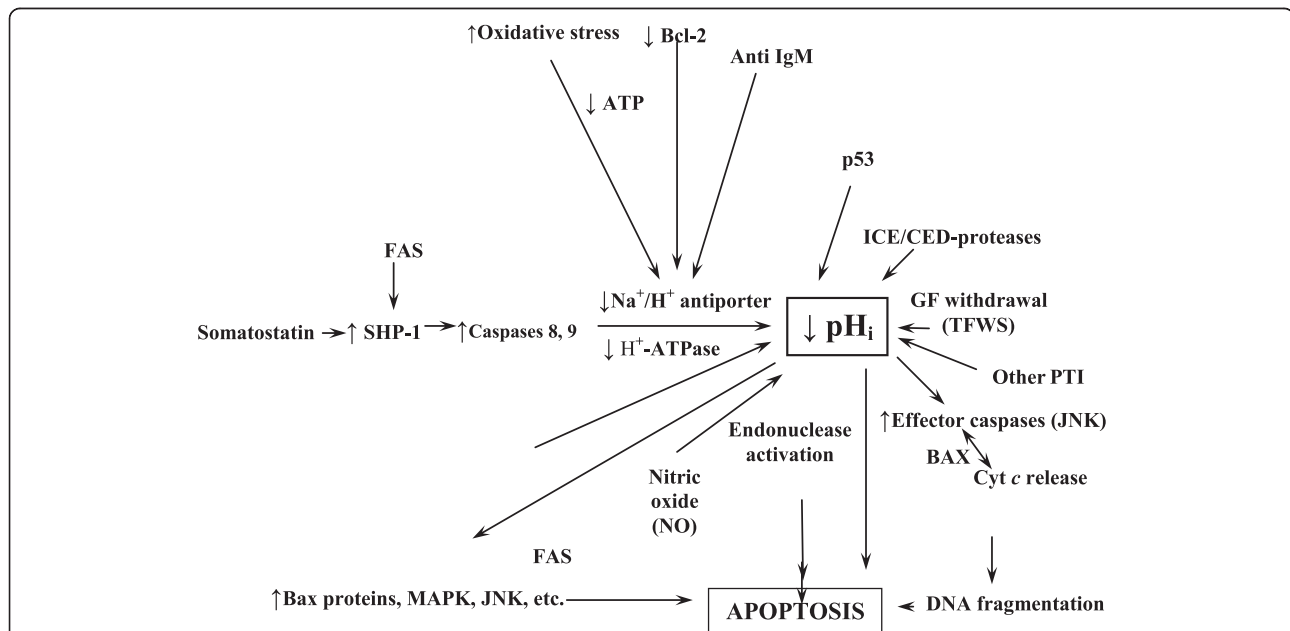 ↑Oxidative stress
↓ Bcl-2
Anti IgM
↓ ATP
p53
ICE/CED-proteases
FAS
↓Na⁺/H⁺ antiporter
GF withdrawal
(TFWS)
Somatostatin
↑ SHP-1
↑Caspases 8, 9
↓ pHᵢ
↓ H⁺-ATPase
Other PTI
↑Effector caspases (JNK)
Endonuclease
activation
BAX
Cyt c release
Nitric
oxide
(NO)
FAS
↑Bax proteins, MAPK, JNK, etc.
APOPTOSIS
DNA fragmentation